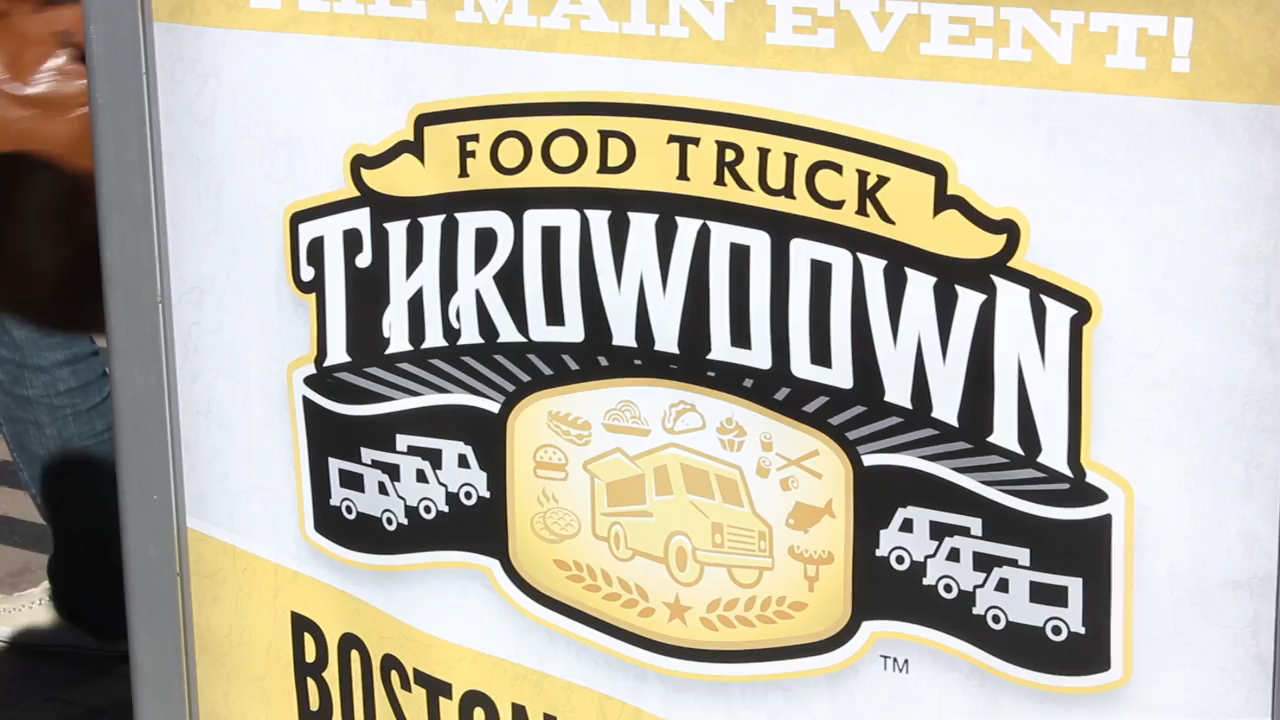 THE MAIN EVENT!
FOOD TRUCK
THROWDOWN
TM
BOSTON